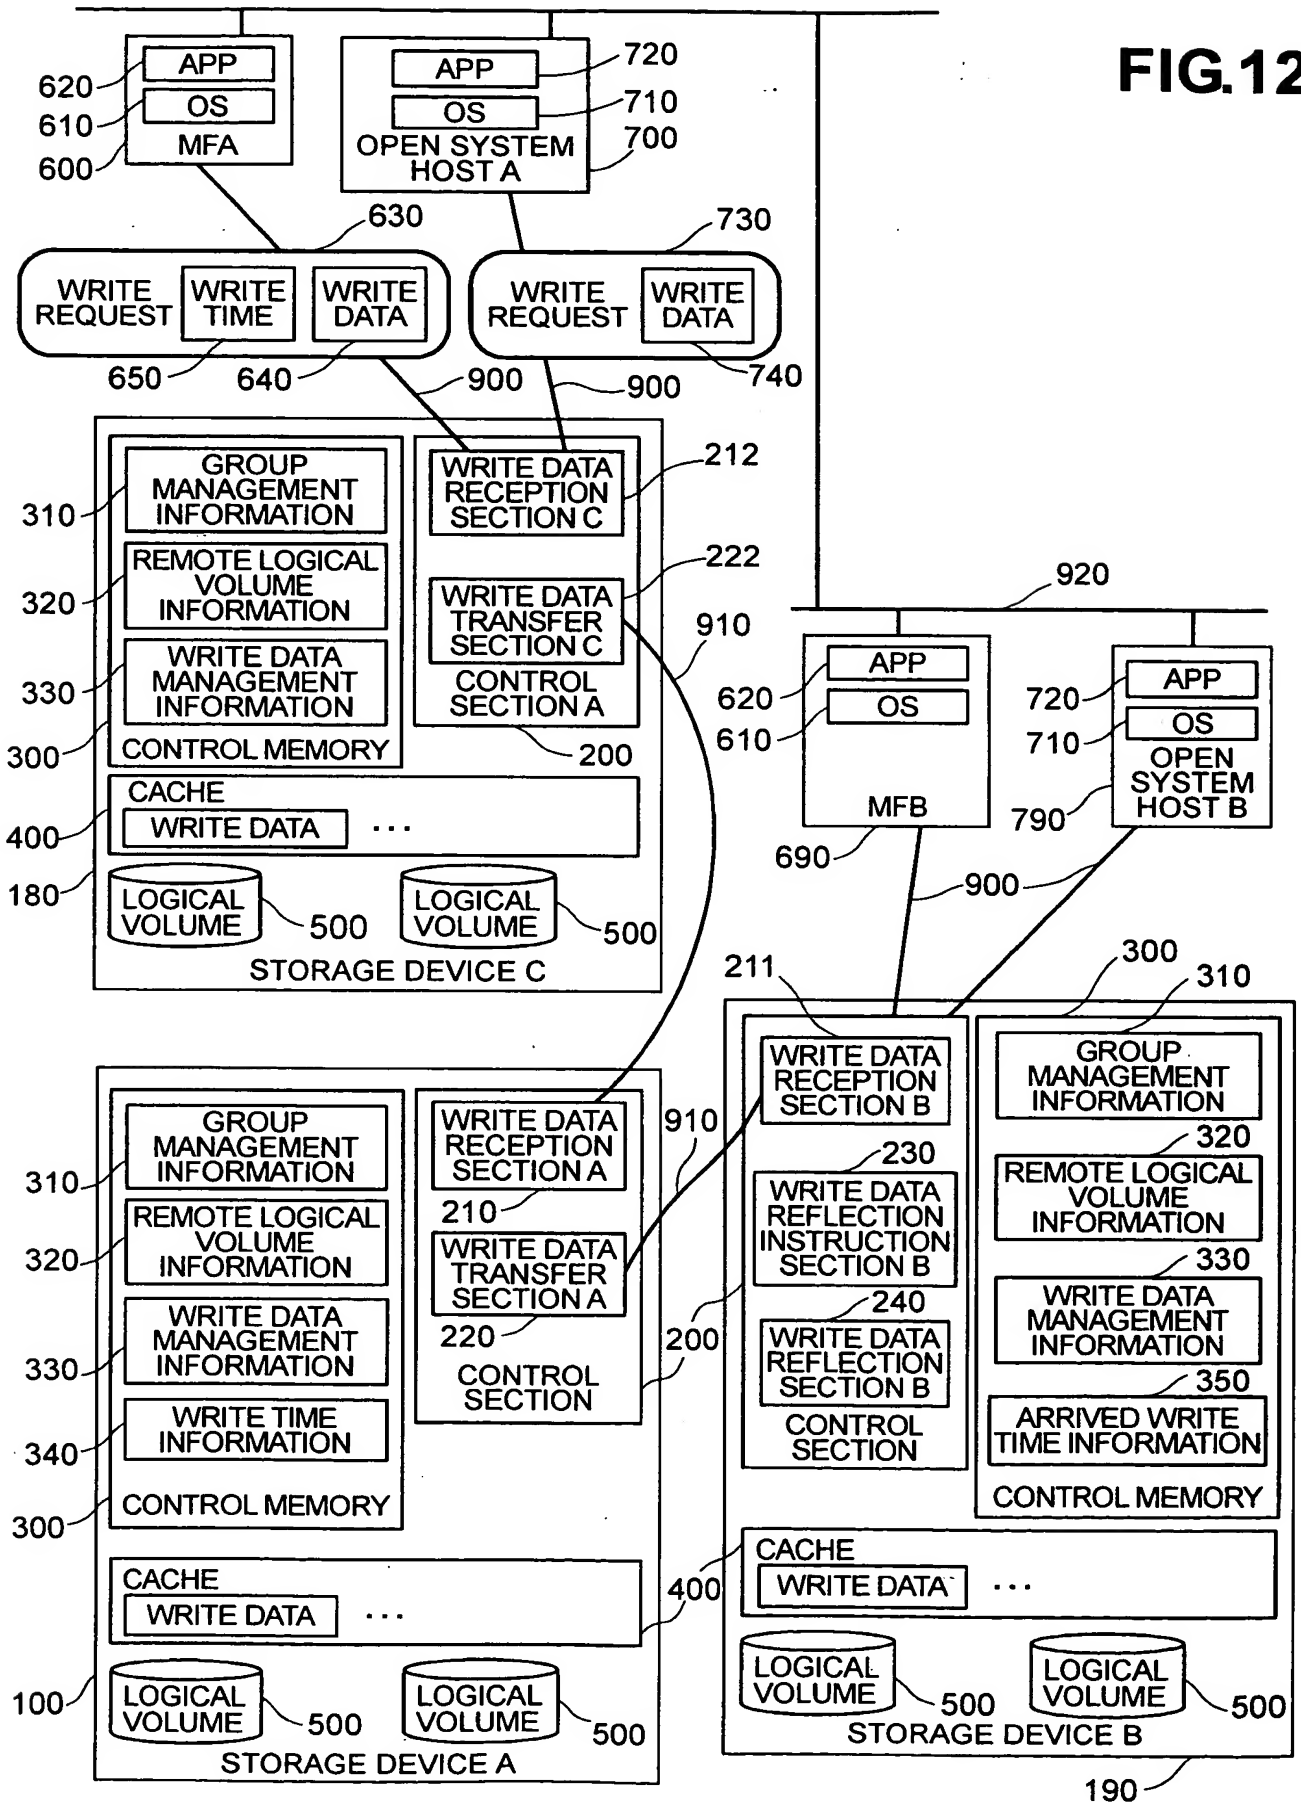 FIG.12
620
APP
610
OS
MFA
600
APP
720
OS
710
OPEN SYSTEM
HOST A
700
630
WRITE
REQUEST
WRITE
TIME
WRITE
DATA
650
640
900
730
WRITE
REQUEST
WRITE
DATA
740
900
GROUP
MANAGEMENT
INFORMATION
310
REMOTE LOGICAL
VOLUME
INFORMATION
320
WRITE DATA
MANAGEMENT
INFORMATION
330
CONTROL MEMORY
300
WRITE DATA
RECEPTION
SECTION C
212
WRITE DATA
TRANSFER
SECTION C
222
CONTROL
SECTION A
200
910
CACHE
WRITE DATA
...
400
180
LOGICAL
VOLUME
500
LOGICAL
VOLUME
500
STORAGE DEVICE C
920
APP
620
OS
610
MFB
690
APP
720
OS
710
OPEN
SYSTEM
HOST B
790
900
GROUP
MANAGEMENT
INFORMATION
310
REMOTE LOGICAL
VOLUME
INFORMATION
320
WRITE DATA
MANAGEMENT
INFORMATION
330
WRITE TIME
INFORMATION
340
CONTROL MEMORY
300
WRITE DATA
RECEPTION
SECTION A
210
WRITE DATA
TRANSFER
SECTION A
220
CONTROL
SECTION
200
910
CACHE
WRITE DATA
...
400
100
LOGICAL
VOLUME
500
LOGICAL
VOLUME
500
STORAGE DEVICE A
211
WRITE DATA
RECEPTION
SECTION B
230
WRITE DATA
REFLECTION
INSTRUCTION
SECTION B
240
WRITE DATA
REFLECTION
SECTION B
CONTROL
SECTION
300
310
GROUP
MANAGEMENT
INFORMATION
320
REMOTE LOGICAL
VOLUME
INFORMATION
330
WRITE DATA
MANAGEMENT
INFORMATION
350
ARRIVED WRITE
TIME INFORMATION
CONTROL MEMORY
CACHE
WRITE DATA
...
LOGICAL
VOLUME
500
LOGICAL
VOLUME
500
STORAGE DEVICE B
190